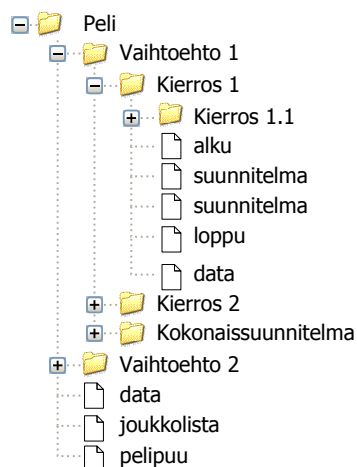 Peli
Vaihtoehto 1
Kierros 1
Kierros 1.1
alku
suunnitelma
suunnitelma
loppu
data
Kierros 2
Kokonaissuunnitelma
Vaihtoehto 2
data
joukkolista
pelipuu